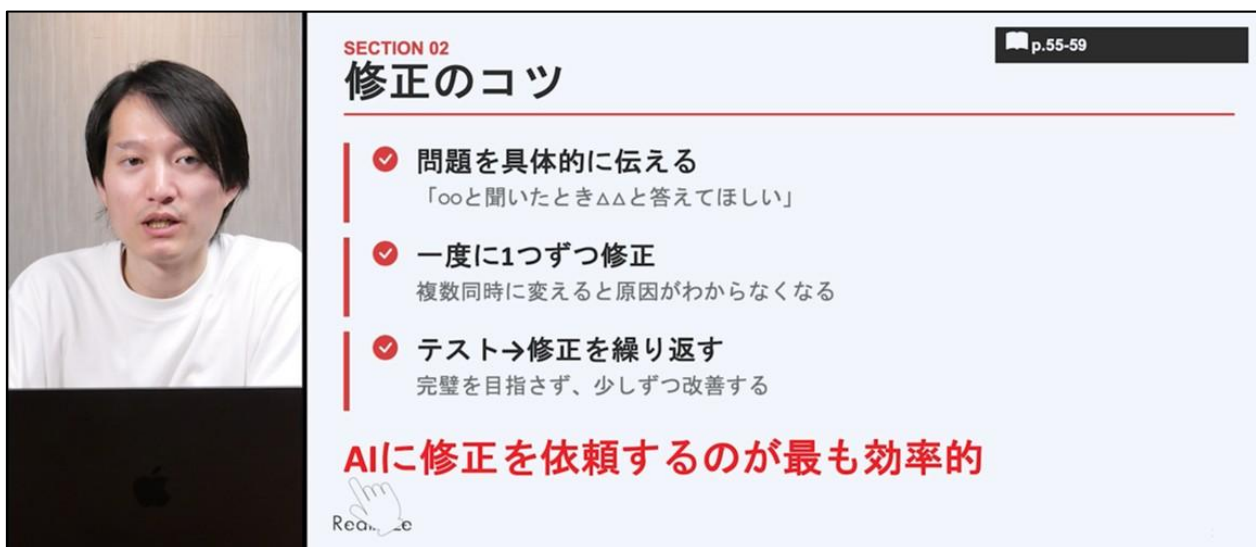 SECTION 02
修正のコツ
p.55-59
問題を具体的に伝える
「○○と聞いたとき△△と答えてほしい」
一度に1つずつ修正
複数同時に変えると原因がわからなくなる
テスト→修正を繰り返す
完璧を目指さず、少しずつ改善する
AIに修正を依頼するのが最も効率的